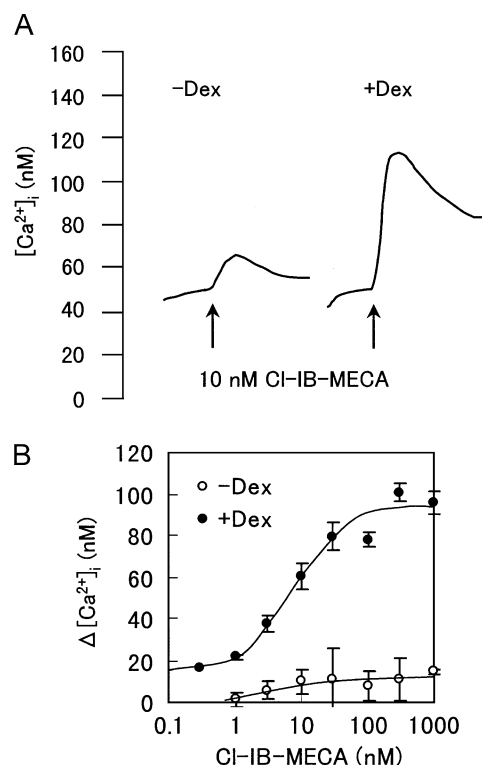 A
160
140
120
100
80
60
40
20
0
[Ca²⁺]ᵢ (nM)
−Dex
+Dex
10 nM Cl-IB-MECA
B
120
100
80
60
40
20
0
Δ [Ca²⁺]ᵢ (nM)
−Dex
+Dex
0.1 1 10 100 1000
Cl-IB-MECA (nM)